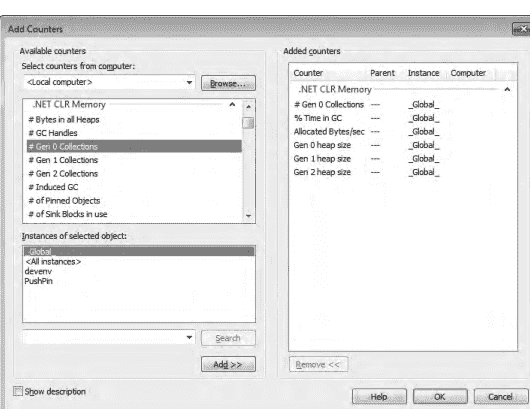 Add Counters
Available counters
Select counters from computer:
<Local computer>
Browse...
.NET CLR Memory
# Bytes in all Heaps
# GC Handles
# Gen 0 Collections
# Gen 1 Collections
# Gen 2 Collections
# Induced GC
# of Pinned Objects
# of Sink Blocks in use
Instances of selected object:
_Global_
<All instances>
devenv
PushPin
Search
Add >>
Show description
Added counters
Counter Parent Instance Computer
.NET CLR Memory
# Gen 0 Collections --- _Global_
% Time in GC --- _Global_
Allocated Bytes/sec --- _Global_
Gen 0 heap size --- _Global_
Gen 1 heap size --- _Global_
Gen 2 heap size --- _Global_
Remove <<
Help OK Cancel